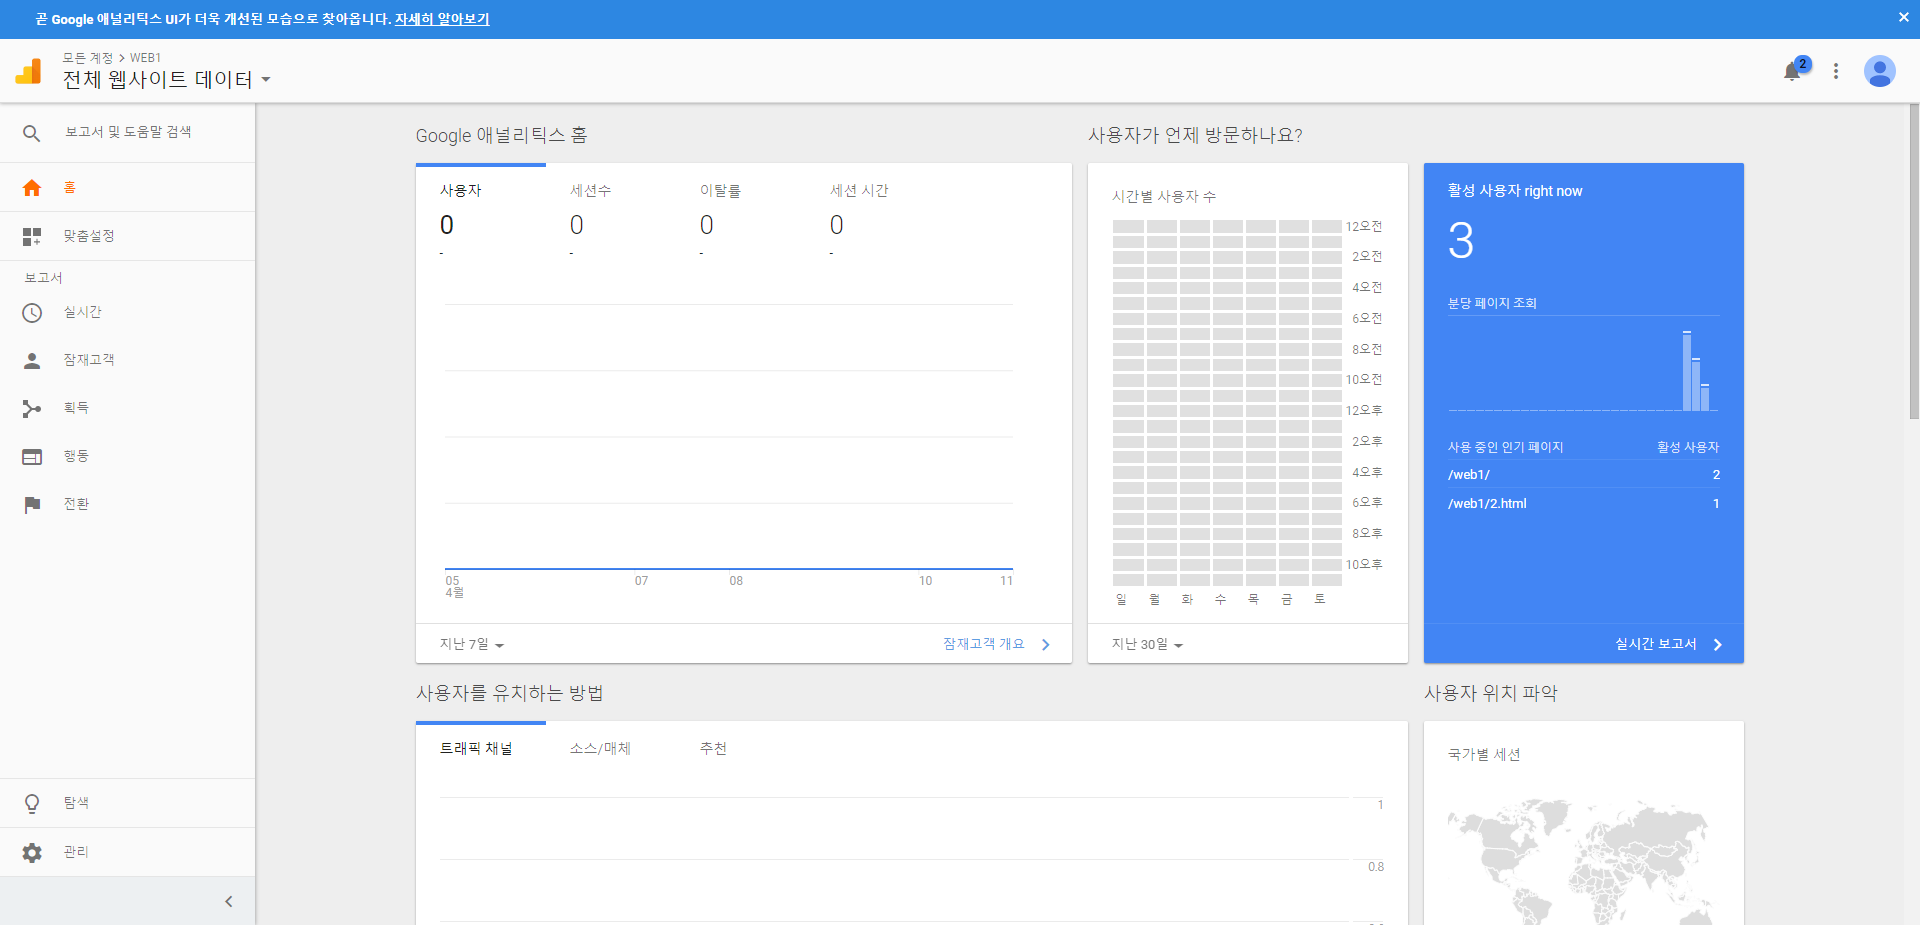 곧 Google 애널리틱스 UI가 더욱 개선된 모습으로 찾아옵니다. 자세히 알아보기
모든 계정 > WEB1
전체 웹사이트 데이터
2
보고서 및 도움말 검색
홈
맞춤설정
보고서
실시간
잠재고객
획득
행동
전환
탐색
관리
Google 애널리틱스 홈
사용자 세션수 이탈률 세션 시간
0 0 0 0
- - - -
05 07 08 10 11
4월
지난 7일 잠재고객 개요
사용자가 언제 방문하나요?
시간별 사용자 수
12오전
2오전
4오전
6오전
8오전
10오전
12오후
2오후
4오후
6오후
8오후
10오후
일 월 화 수 목 금 토
지난 30일
활성 사용자 right now
3
분당 페이지 조회
사용 중인 인기 페이지 활성 사용자
/web1/ 2
/web1/2.html 1
실시간 보고서
사용자를 유치하는 방법
트래픽 채널 소스/매체 추천
1
0.8
사용자 위치 파악
국가별 세션